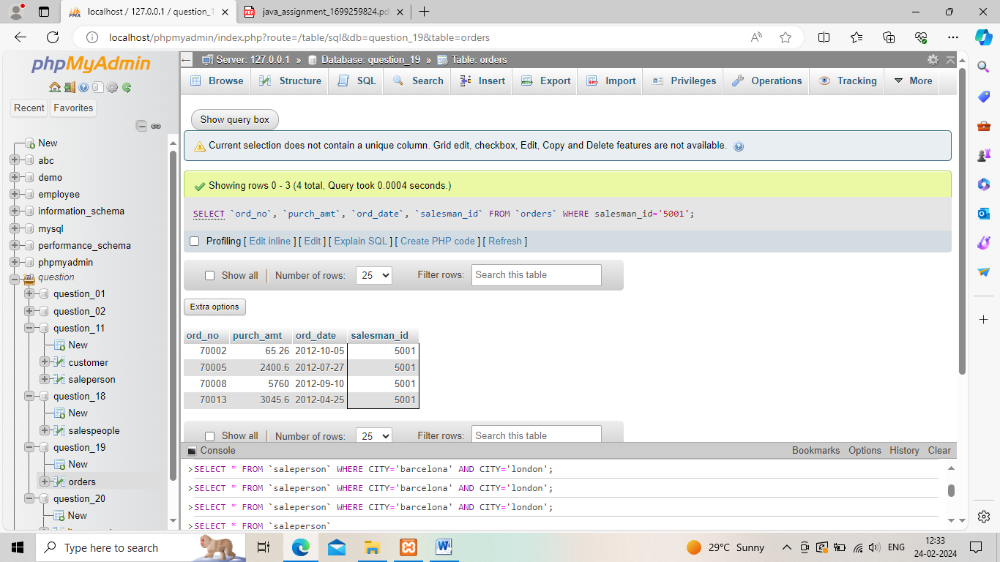 localhost / 127.0.0.1 / question_1
java_assignment_1699259824.pd
localhost/phpmyadmin/index.php?route=/table/sql&db=question_19&table=orders
phpMyAdmin
Recent
Favorites
New
abc
demo
employee
information_schema
mysql
performance_schema
phpmyadmin
question
question_01
question_02
question_11
New
customer
saleperson
question_18
New
salespeople
question_19
New
orders
question_20
New
Server: 127.0.0.1 » Database: question_19 » Table: orders
Browse Structure SQL Search Insert Export Import Privileges Operations Tracking More
Show query box
Current selection does not contain a unique column. Grid edit, checkbox, Edit, Copy and Delete features are not available.
Showing rows 0 - 3 (4 total, Query took 0.0004 seconds.)
SELECT `ord_no`, `purch_amt`, `ord_date`, `salesman_id` FROM `orders` WHERE salesman_id='5001';
Profiling [ Edit inline ] [ Edit ] [ Explain SQL ] [ Create PHP code ] [ Refresh ]
Show all Number of rows: 25 Filter rows: Search this table
Extra options
ord_no purch_amt ord_date salesman_id
70002 65.26 2012-10-05 5001
70005 2400.6 2012-07-27 5001
70008 5760 2012-09-10 5001
70013 3045.6 2012-04-25 5001
Show all Number of rows: 25 Filter rows: Search this table
Console Bookmarks Options History Clear
>SELECT * FROM `saleperson` WHERE CITY='barcelona' AND CITY='london';
>SELECT * FROM `saleperson` WHERE CITY='barcelona' AND CITY='london';
>SELECT * FROM `saleperson` WHERE CITY='barcelona' AND CITY='london';
>SELECT * FROM `saleperson`
Type here to search
29°C Sunny
ENG
12:33
24-02-2024